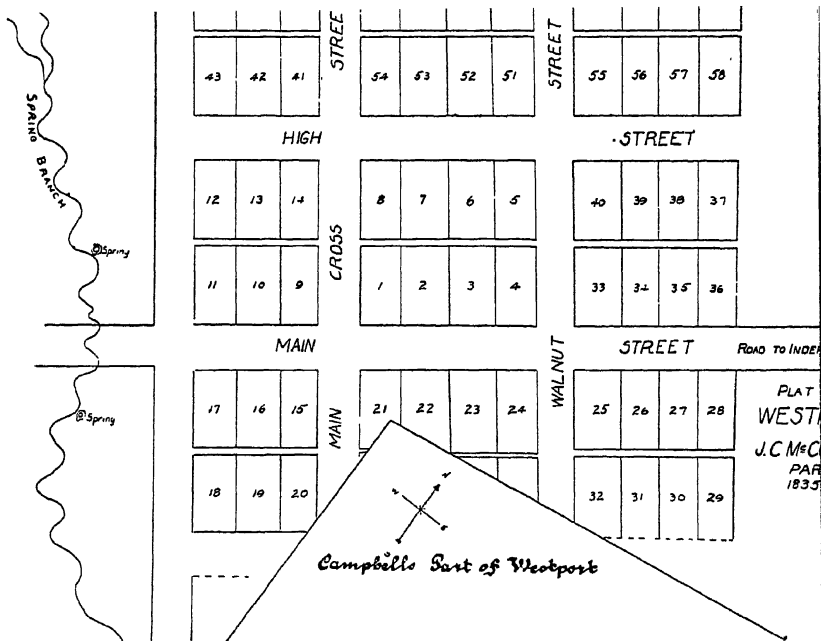 STREE
STREET
43 42 41
54 53 52 51
55 56 57 58
SPRING BRANCH
HIGH
STREET
12 13 14
8 7 6 5
40 39 38 37
Spring
CROSS
11 10 9
1 2 3 4
33 34 35 36
MAIN
STREET
ROAD TO INDE
WALNUT
PLAT
WEST
J.C McC
PAR
1835
17 16 15
21 22 23 24
25 26 27 28
Spring
MAIN
18 19 20
32 31 30 29
Campbells Part of Westport